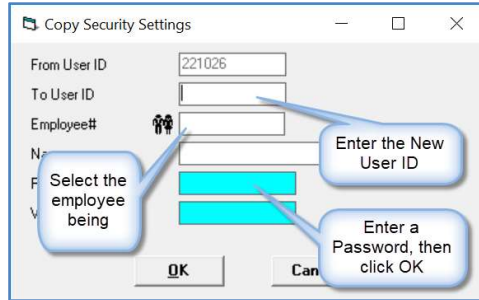 Copy Security Settings
From User ID 221026
To User ID
Employee#
Enter the New
User ID
Select the
employee
being
Enter a
Password, then
click OK
OK